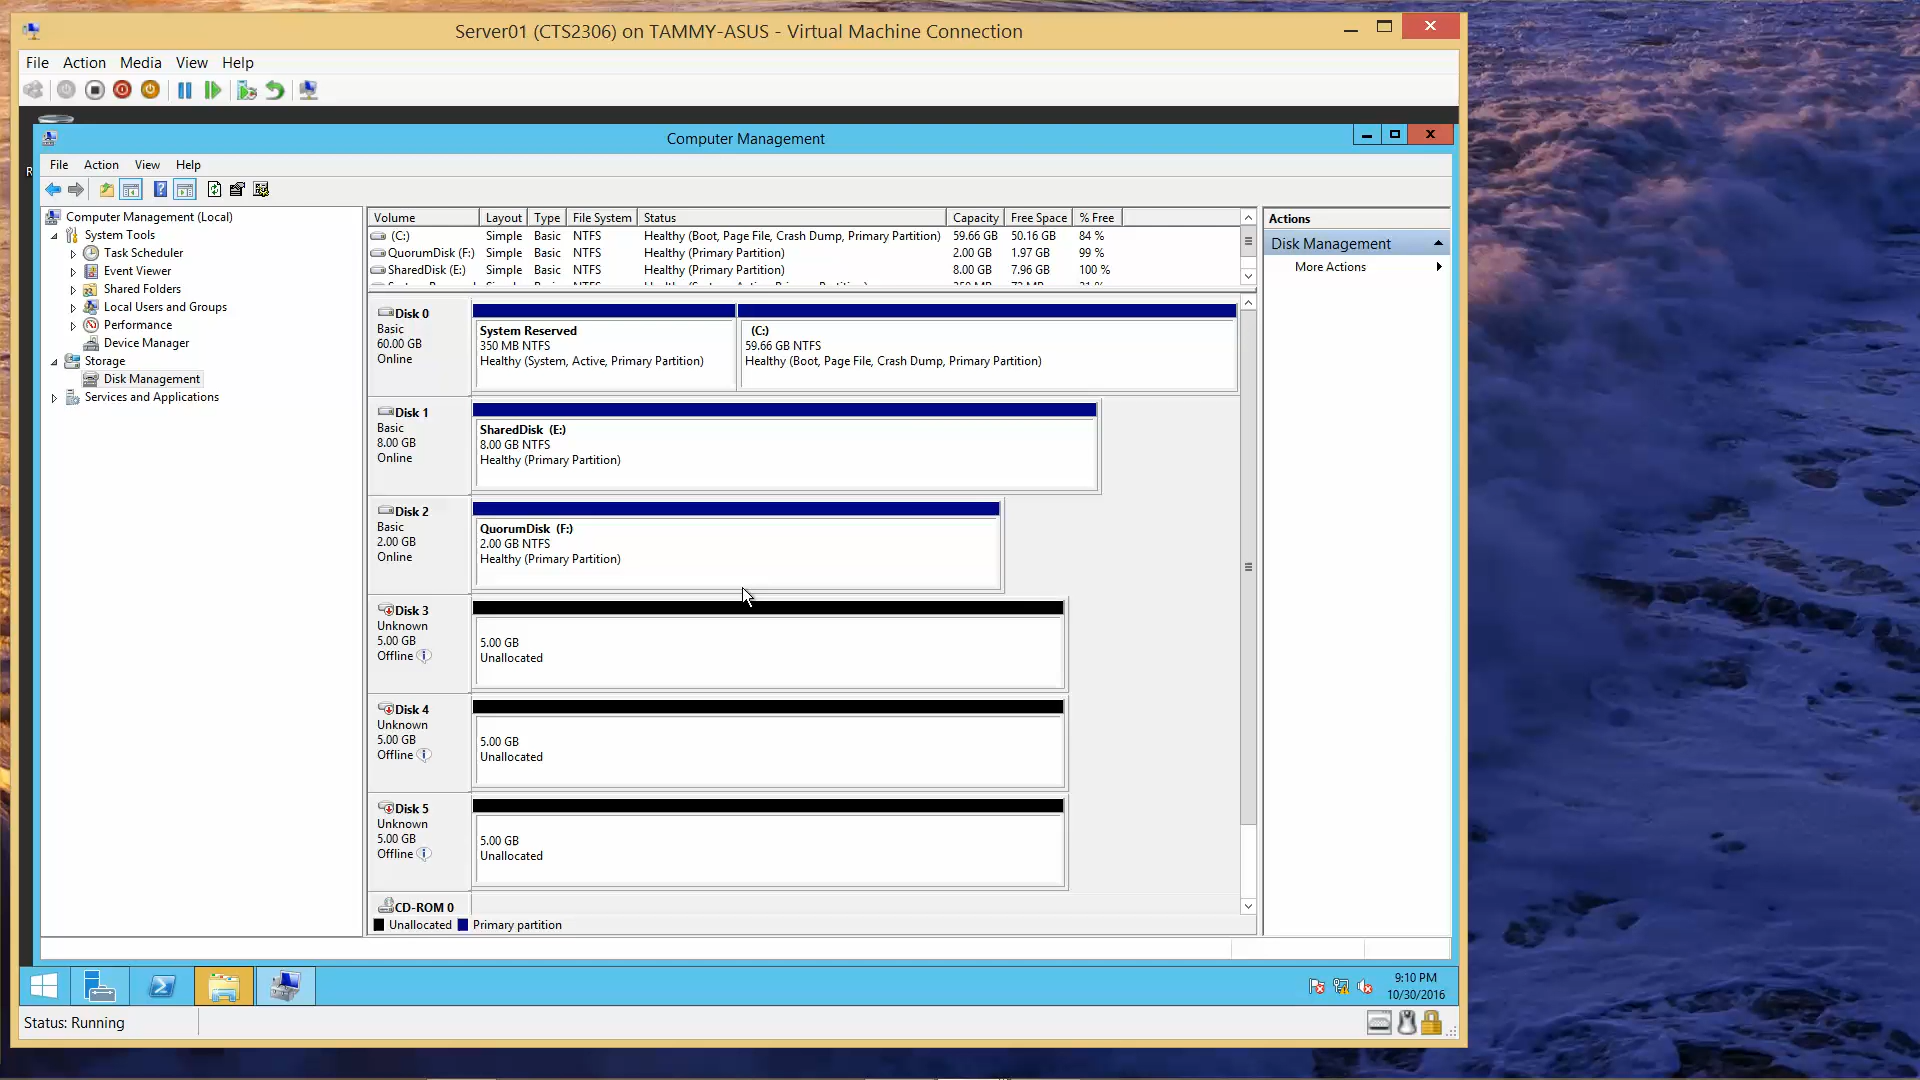 Server01 (CTS2306) on TAMMY-ASUS - Virtual Machine Connection
File Action Media View Help
Computer Management
File Action View Help
Computer Management (Local)
System Tools
Task Scheduler
Event Viewer
Shared Folders
Local Users and Groups
Performance
Device Manager
Storage
Disk Management
Services and Applications
Volume Layout Type File System Status Capacity Free Space % Free
(C:) Simple Basic NTFS Healthy (Boot, Page File, Crash Dump, Primary Partition) 59.66 GB 50.16 GB 84 %
QuorumDisk (F:) Simple Basic NTFS Healthy (Primary Partition) 2.00 GB 1.97 GB 99 %
SharedDisk (E:) Simple Basic NTFS Healthy (Primary Partition) 8.00 GB 7.96 GB 100 %
Disk 0
Basic
60.00 GB
Online
System Reserved
350 MB NTFS
Healthy (System, Active, Primary Partition)
(C:)
59.66 GB NTFS
Healthy (Boot, Page File, Crash Dump, Primary Partition)
Disk 1
Basic
8.00 GB
Online
SharedDisk (E:)
8.00 GB NTFS
Healthy (Primary Partition)
Disk 2
Basic
2.00 GB
Online
QuorumDisk (F:)
2.00 GB NTFS
Healthy (Primary Partition)
Disk 3
Unknown
5.00 GB
Offline
5.00 GB
Unallocated
Disk 4
Unknown
5.00 GB
Offline
5.00 GB
Unallocated
Disk 5
Unknown
5.00 GB
Offline
5.00 GB
Unallocated
CD-ROM 0
Unallocated Primary partition
Actions
Disk Management
More Actions
9:10 PM
10/30/2016
Status: Running